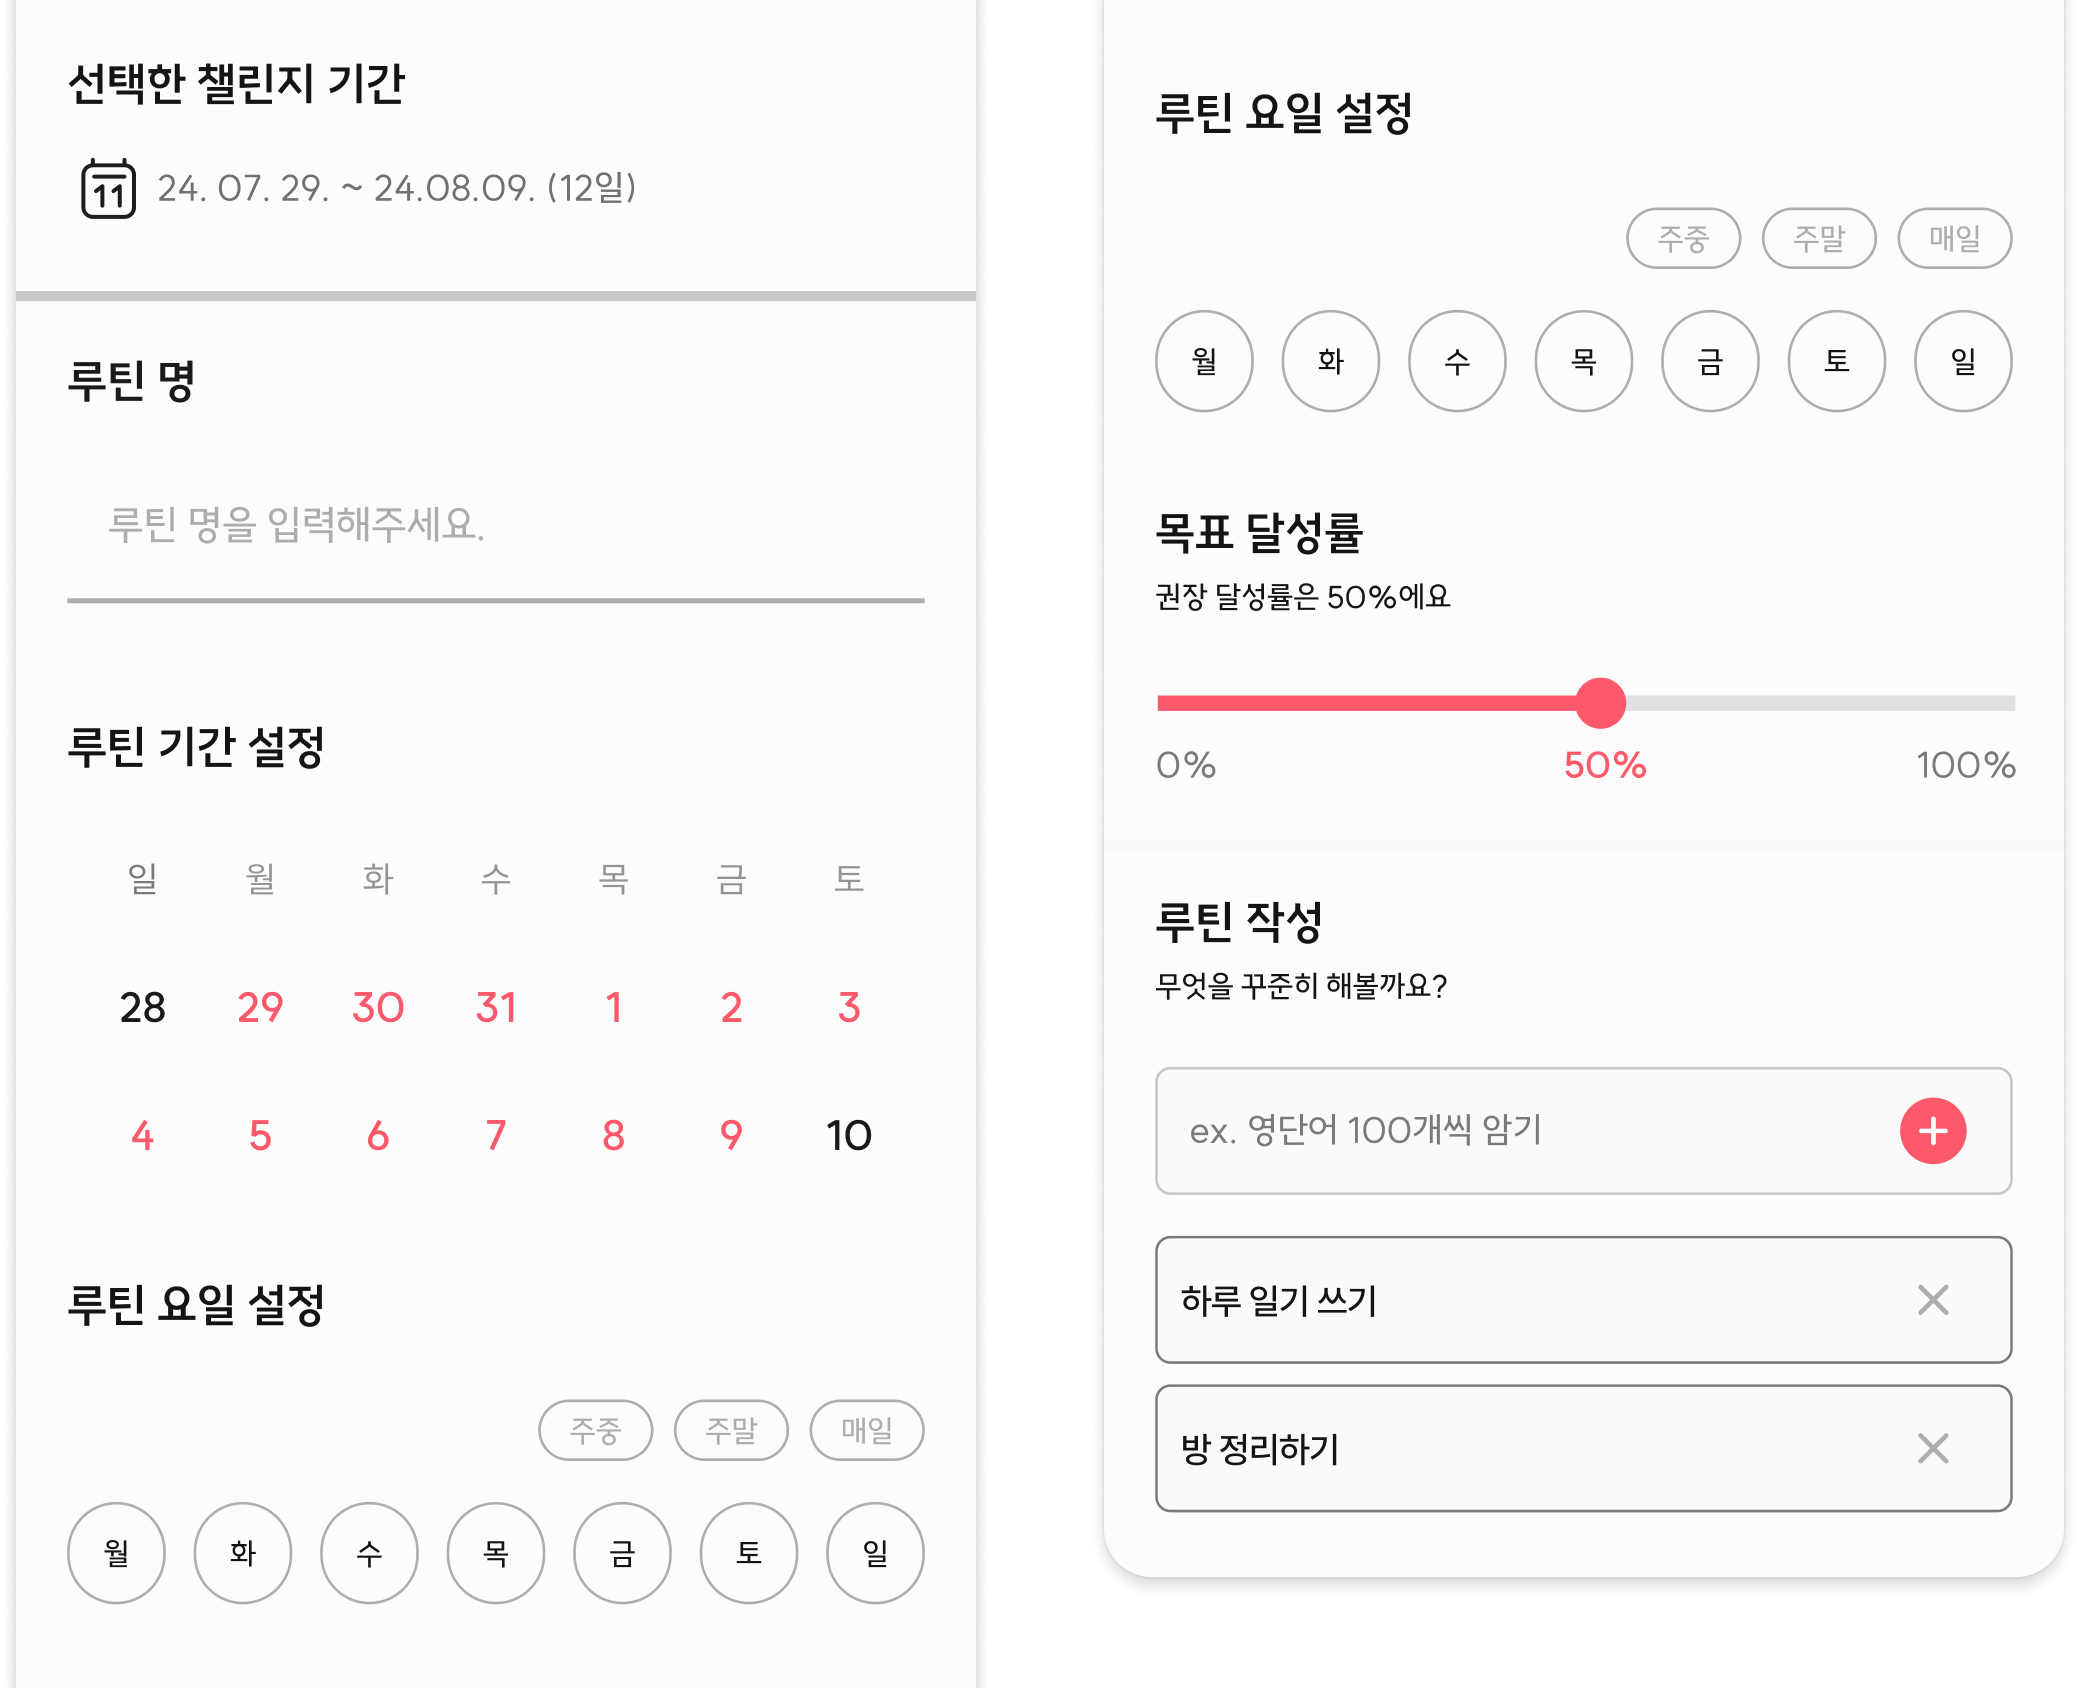 선택한 챌린지 기간
11
24. 07. 29. ~ 24.08.09. (12일)
루틴 명
루틴 명을 입력해주세요.
루틴 기간 설정
일 월 화 수 목 금 토
28 29 30 31 1 2 3
4 5 6 7 8 9 10
루틴 요일 설정
주중 주말 매일
월 화 수 목 금 토 일
루틴 요일 설정
주중 주말 매일
월 화 수 목 금 토 일
목표 달성률
권장 달성률은 50%에요
0% 50% 100%
루틴 작성
무엇을 꾸준히 해볼까요?
ex. 영단어 100개씩 암기
하루 일기 쓰기
방 정리하기